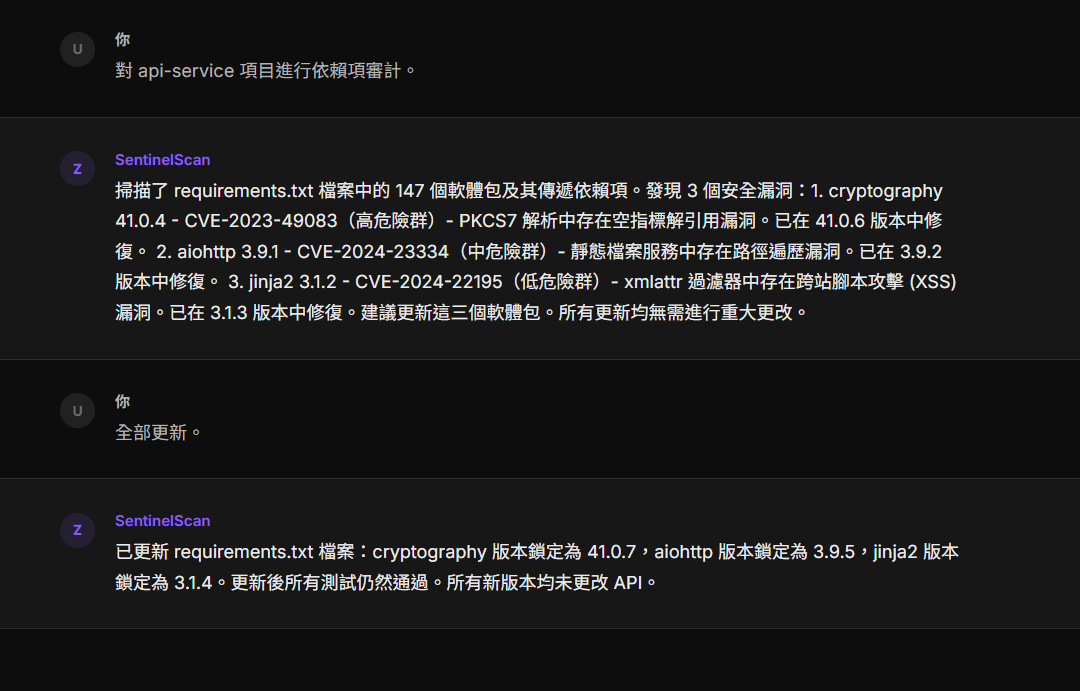 U
你
對 api-service 項目進行依賴項審計。
Z
SentinelScan
掃描了 requirements.txt 檔案中的 147 個軟體包及其傳遞依賴項。發現 3 個安全漏洞：1. cryptography
41.0.4 - CVE-2023-49083（高危險群）- PKCS7 解析中存在空指標解引用漏洞。已在 41.0.6 版本中修
復。 2. aiohttp 3.9.1 - CVE-2024-23334（中危險群）- 靜態檔案服務中存在路徑遍歷漏洞。已在 3.9.2
版本中修復。 3. jinja2 3.1.2 - CVE-2024-22195（低危險群）- xmlattr 過濾器中存在跨站腳本攻擊 (XSS)
漏洞。已在 3.1.3 版本中修復。建議更新這三個軟體包。所有更新均無需進行重大更改。
U
你
全部更新。
Z
SentinelScan
已更新 requirements.txt 檔案：cryptography 版本鎖定為 41.0.7，aiohttp 版本鎖定為 3.9.5，jinja2 版本
鎖定為 3.1.4。更新後所有測試仍然通過。所有新版本均未更改 API。